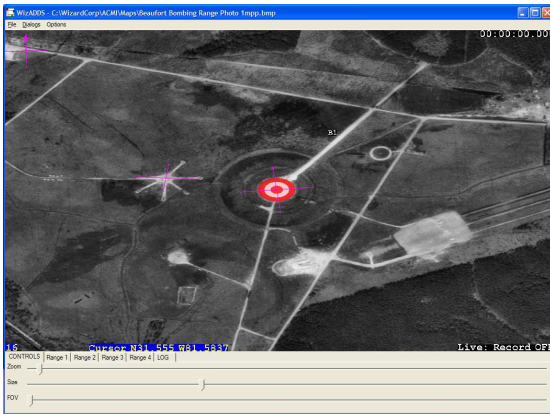 WizADDS - C:\WizardCorp\ACMI\Maps\Beaufort Bombing Range Photo 1mpp.bmp
File Dialogs Options
00:00:00.00
B1
16 Cursor N31.555 W81.5837 Live: Record OFF
CONTROLS Range 1 Range 2 Range 3 Range 4 LOG
Zoom
Size
FOV